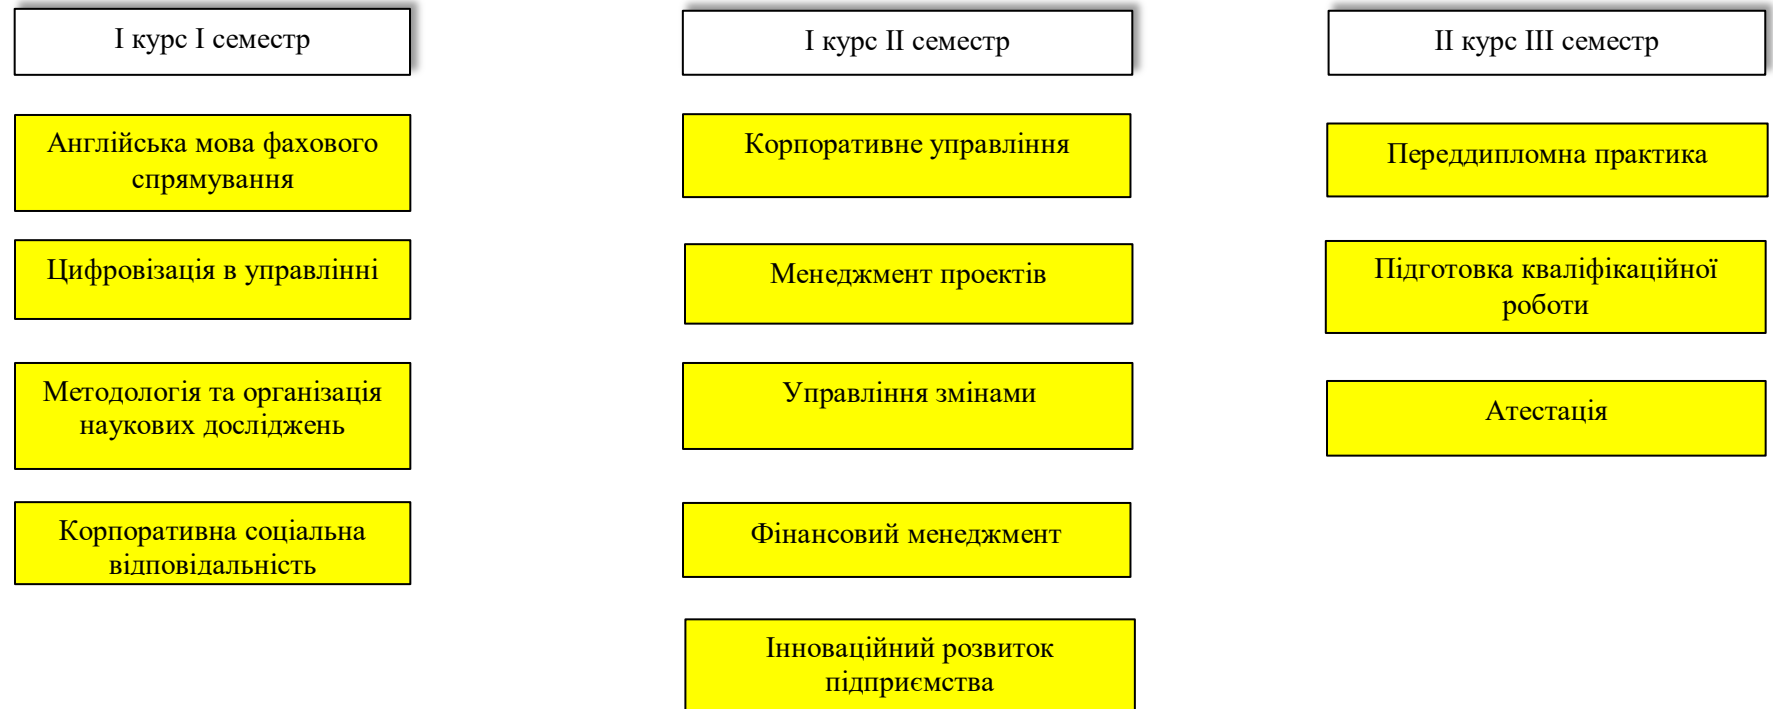 І курс І семестр
Англійська мова фахового
спрямування
Цифровізація в управлінні
Методологія та організація
наукових досліджень
Корпоративна соціальна
відповідальність
І курс ІІ семестр
Корпоративне управління
Менеджмент проектів
Управління змінами
Фінансовий менеджмент
Інноваційний розвиток
підприємства
ІІ курс ІІІ семестр
Переддипломна практика
Підготовка кваліфікаційної
роботи
Атестація